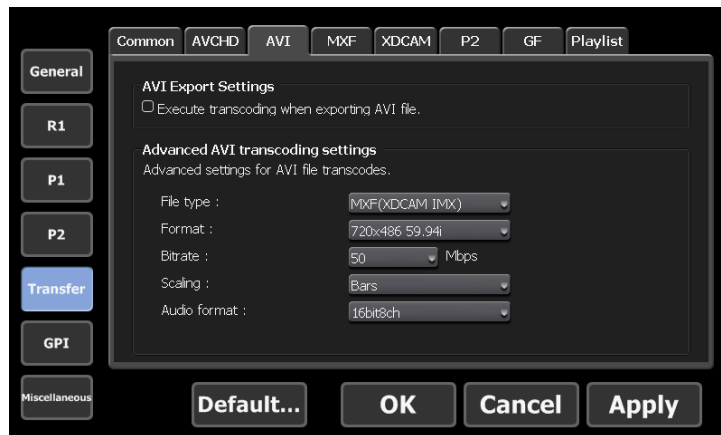 Common AVCHD AVI MXF XDCAM P2 GF Playlist
General
R1
P1
P2
Transfer
GPI
Miscellaneous
AVI Export Settings
Execute transcoding when exporting AVI file.
Advanced AVI transcoding settings
Advanced settings for AVI file transcodes.
File type : MXF(XDCAM IMX)
Format : 720x486 59.94i
Bitrate : 50 Mbps
Scaling : Bars
Audio format : 16bit8ch
Default... OK Cancel Apply